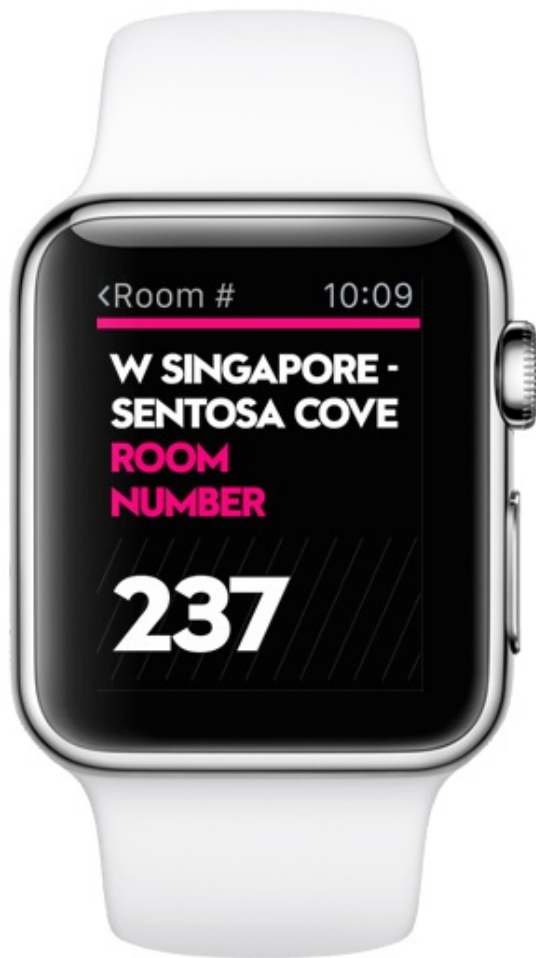 <Room # 10:09
W SINGAPORE -
SENTOSA COVE
ROOM
NUMBER
237